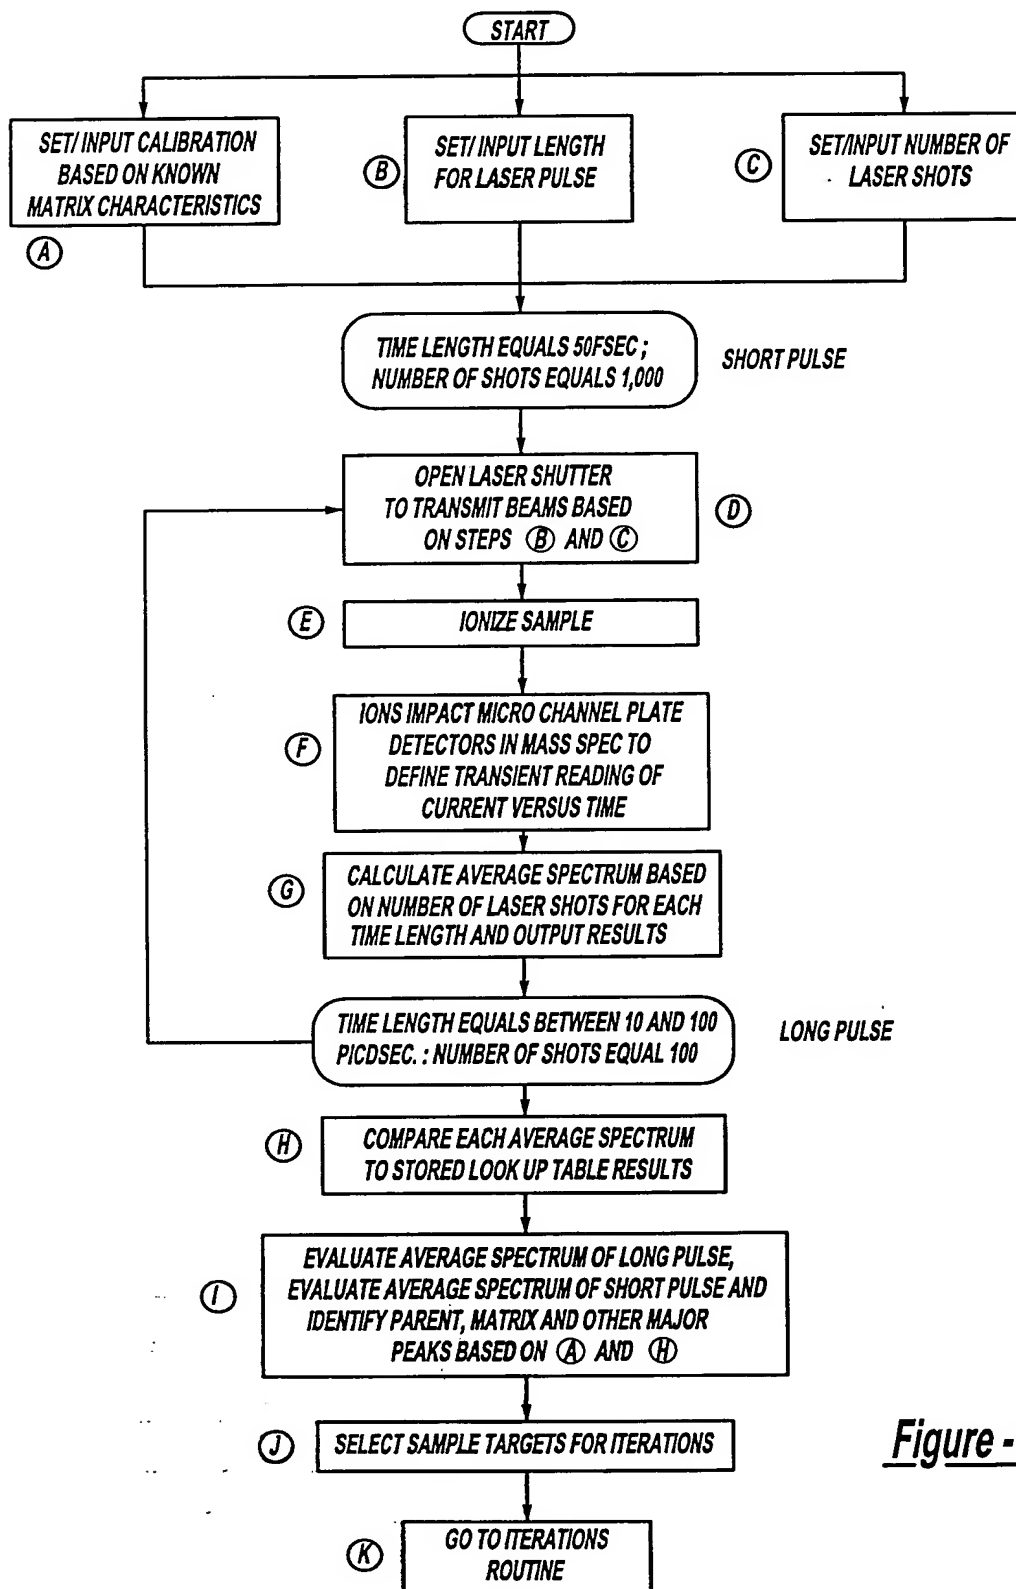 START
SET/ INPUT CALIBRATION
BASED ON KNOWN
MATRIX CHARACTERISTICS
A
B
SET/ INPUT LENGTH
FOR LASER PULSE
C
SET/INPUT NUMBER OF
LASER SHOTS
TIME LENGTH EQUALS 50FSEC ;
NUMBER OF SHOTS EQUALS 1,000
SHORT PULSE
OPEN LASER SHUTTER
TO TRANSMIT BEAMS BASED
ON STEPS B AND C
D
E
IONIZE SAMPLE
F
IONS IMPACT MICRO CHANNEL PLATE
DETECTORS IN MASS SPEC TO
DEFINE TRANSIENT READING OF
CURRENT VERSUS TIME
G
CALCULATE AVERAGE SPECTRUM BASED
ON NUMBER OF LASER SHOTS FOR EACH
TIME LENGTH AND OUTPUT RESULTS
TIME LENGTH EQUALS BETWEEN 10 AND 100
PICDSEC. : NUMBER OF SHOTS EQUAL 100
LONG PULSE
H
COMPARE EACH AVERAGE SPECTRUM
TO STORED LOOK UP TABLE RESULTS
I
EVALUATE AVERAGE SPECTRUM OF LONG PULSE,
EVALUATE AVERAGE SPECTRUM OF SHORT PULSE AND
IDENTIFY PARENT, MATRIX AND OTHER MAJOR
PEAKS BASED ON A AND H
J
SELECT SAMPLE TARGETS FOR ITERATIONS
K
GO TO ITERATIONS
ROUTINE
Figure -